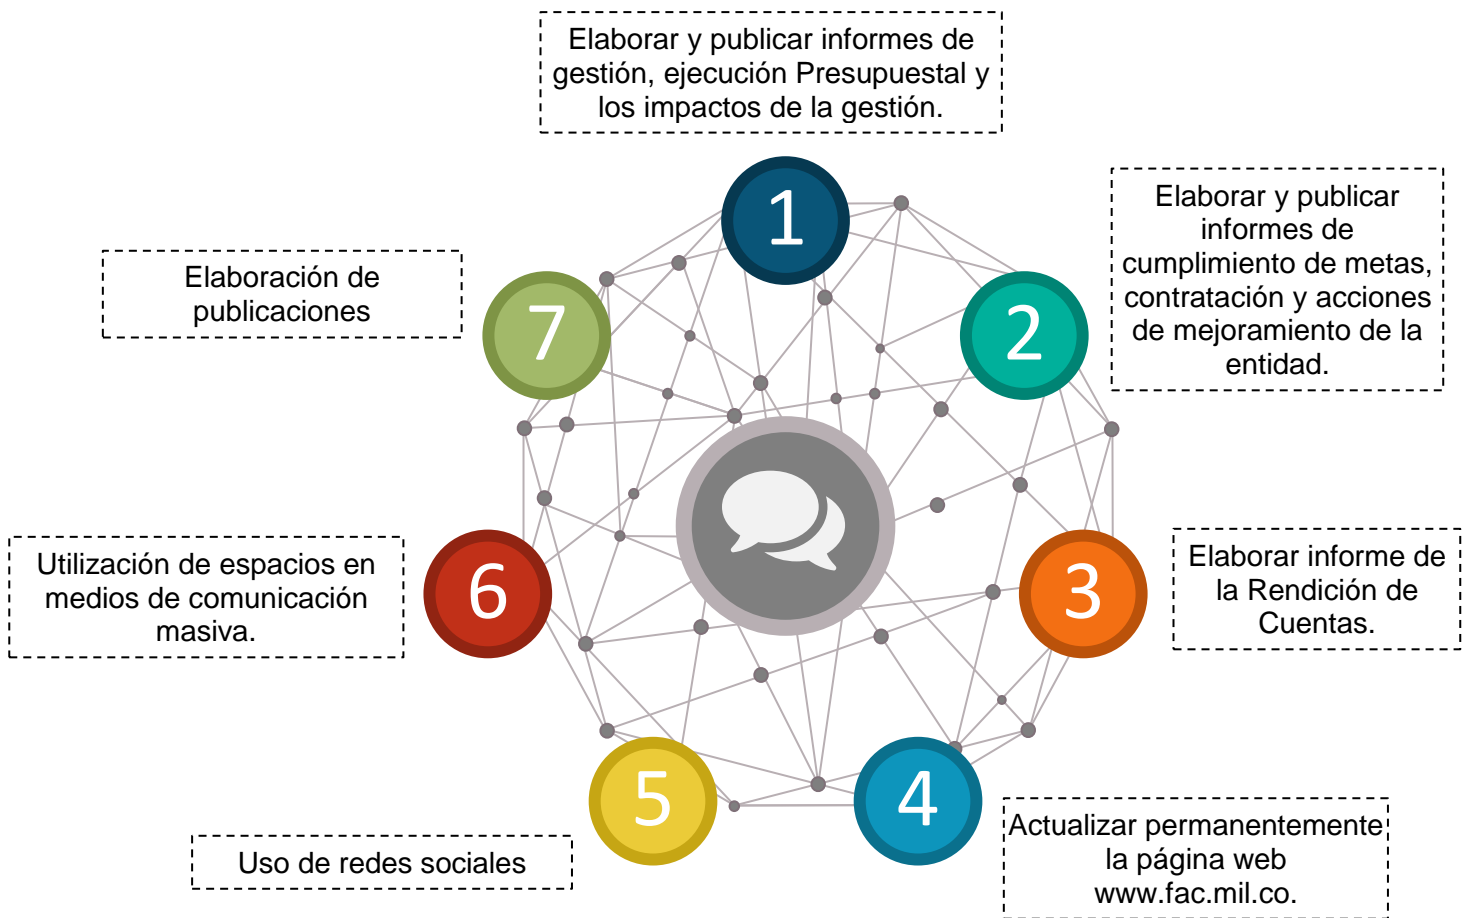 Elaborar y publicar informes de
gestión, ejecución Presupuestal y
los impactos de la gestión.
1
Elaborar y publicar
informes de
cumplimiento de metas,
contratación y acciones
de mejoramiento de la
entidad.
2
Elaborar informe de
la Rendición de
Cuentas.
3
Actualizar permanentemente
la página web
www.fac.mil.co.
4
Uso de redes sociales
5
Utilización de espacios en
medios de comunicación
masiva.
6
Elaboración de
publicaciones
7